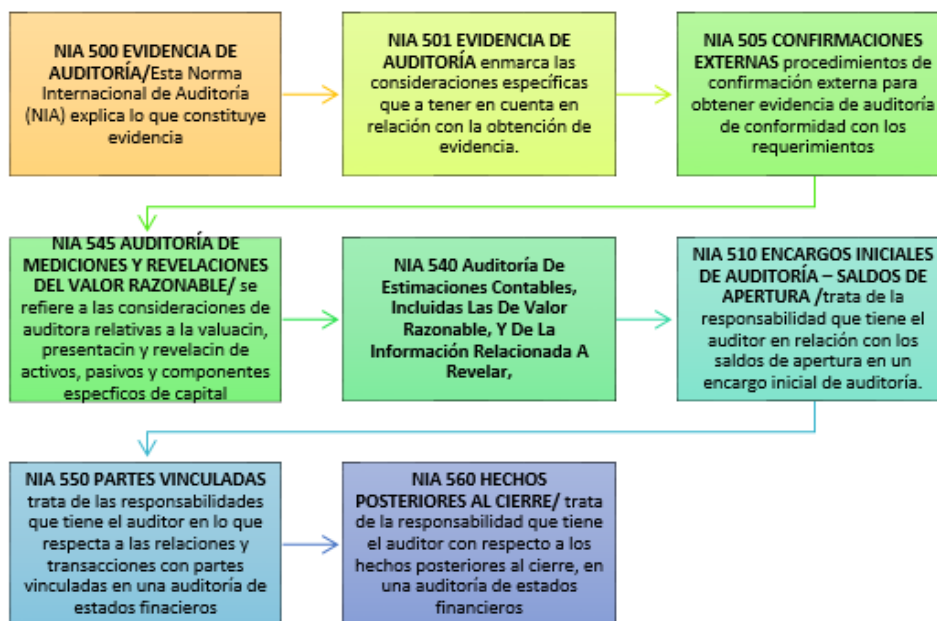 NIA 500 EVIDENCIA DE
AUDITORÍA/Esta Norma
Internacional de Auditoría
(NIA) explica lo que constituye
evidencia
NIA 501 EVIDENCIA DE
AUDITORÍA enmarca las
consideraciones específicas
que a tener en cuenta en
relación con la obtención de
evidencia.
NIA 505 CONFIRMACIONES
EXTERNAS procedimientos de
confirmación externa para
obtener evidencia de auditoría
de conformidad con los
requerimientos
NIA 545 AUDITORÍA DE
MEDICIONES Y REVELACIONES
DEL VALOR RAZONABLE/ se
refiere a las consideraciones de
auditora relativas a la valuacin,
presentacin y revelacin de
activos, pasivos y componentes
especficos de capital
NIA 540 Auditoría De
Estimaciones Contables,
Incluidas Las De Valor
Razonable, Y De La
Información Relacionada A
Revelar,
NIA 510 ENCARGOS INICIALES
DE AUDITORÍA – SALDOS DE
APERTURA /trata de la
responsabilidad que tiene el
auditor en relación con los
saldos de apertura en un
encargo inicial de auditoría.
NIA 550 PARTES VINCULADAS
trata de las responsabilidades
que tiene el auditor en lo que
respecta a las relaciones y
transacciones con partes
vinculadas en una auditoría de
estados finacieros
NIA 560 HECHOS
POSTERIORES AL CIERRE/ trata
de la responsabilidad que tiene
el auditor con respecto a los
hechos posteriores al cierre, en
una auditoría de estados
financieros